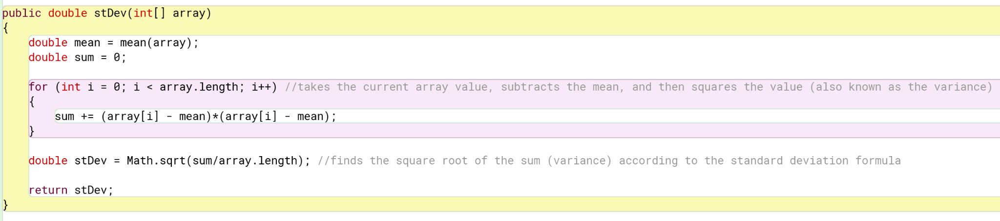 public double stDev(int[] array)
{
double mean = mean(array);
double sum = 0;
for (int i = 0; i < array.length; i++) //takes the current array value, subtracts the mean, and then squares the value (also known as the variance)
{
sum += (array[i] - mean)*(array[i] - mean);
}
double stDev = Math.sqrt(sum/array.length); //finds the square root of the sum (variance) according to the standard deviation formula
return stDev;
}